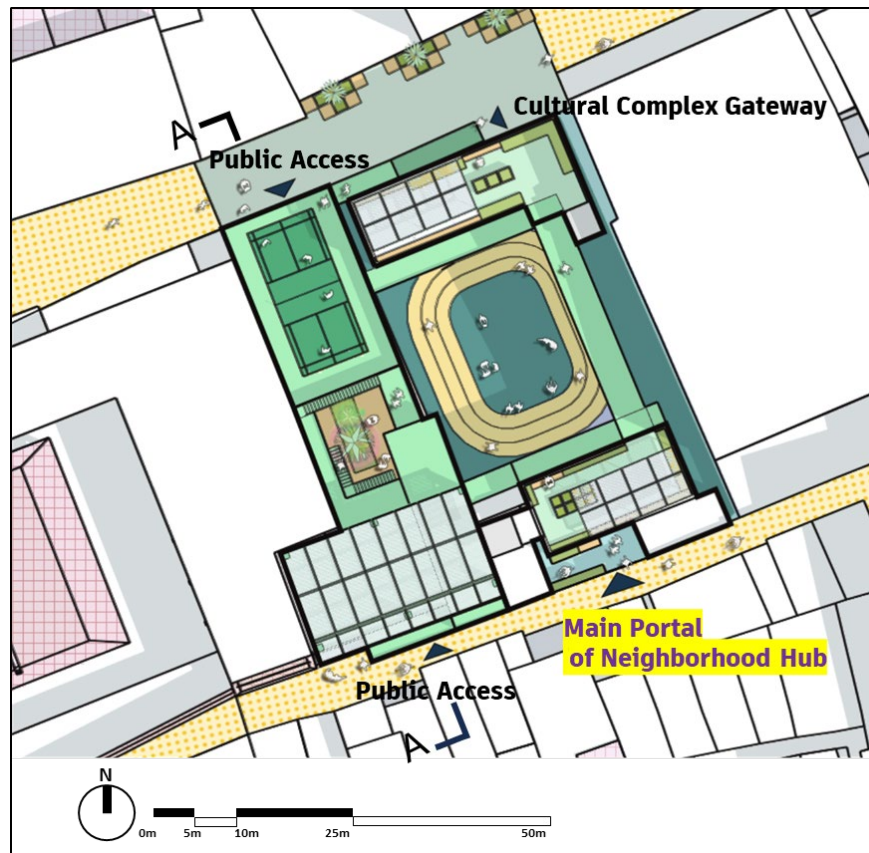 Cultural Complex Gateway
A
Public Access
Main Portal
of Neighborhood Hub
Public Access
A
N
0m 5m 10m 25m 50m